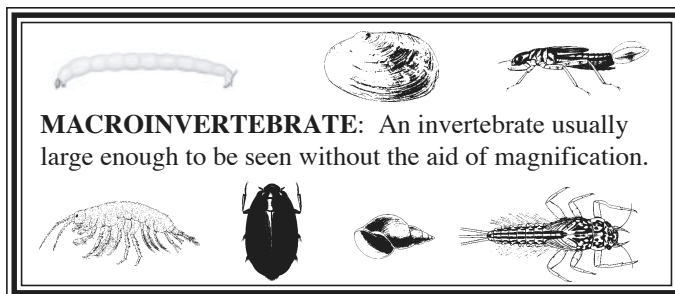 MACROINVERTEBRATE: An invertebrate usually
large enough to be seen without the aid of magnification.